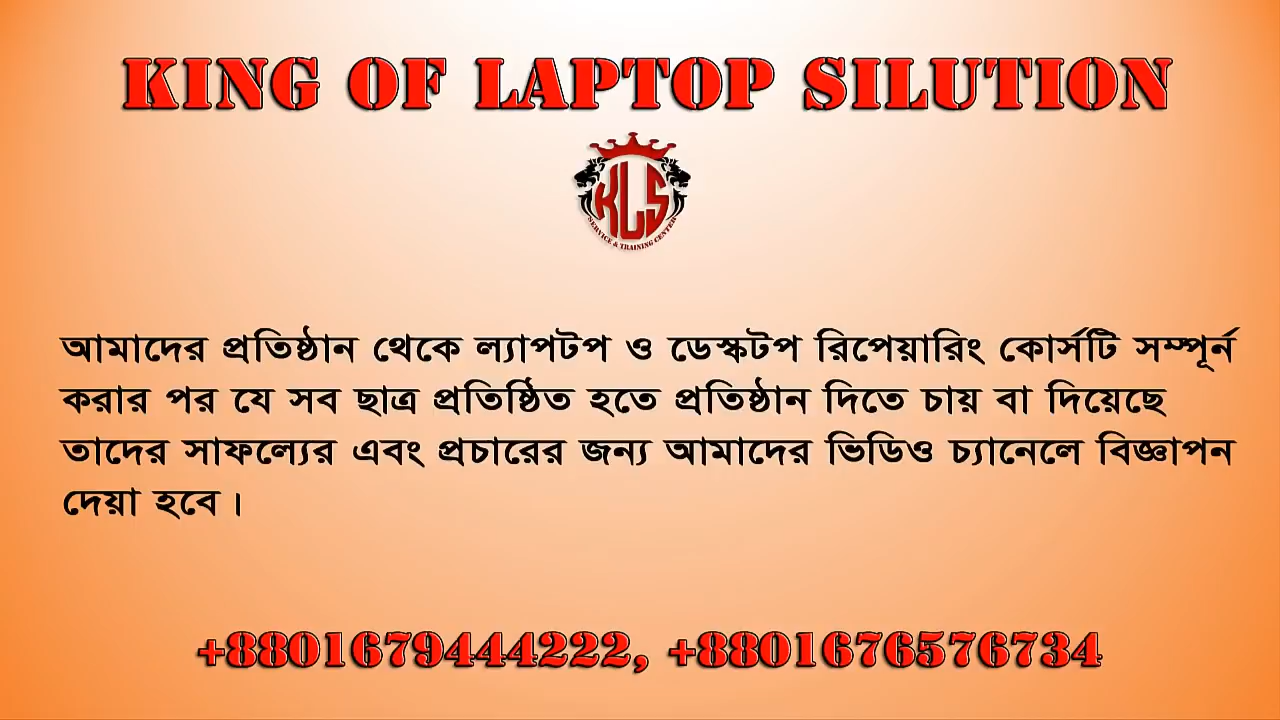 KING OF LAPTOP SILUTION
KLS
SERVICE & TRAINING CENTER
আমাদের প্রতিষ্ঠান থেকে ল্যাপটপ ও ডেস্কটপ রিপেয়ারিং কোর্সটি সম্পূর্ন
করার পর যে সব ছাত্র প্রতিষ্ঠিত হতে প্রতিষ্ঠান দিতে চায় বা দিয়েছে
তাদের সাফল্যের এবং প্রচারের জন্য আমাদের ভিডিও চ্যানেলে বিজ্ঞাপন
দেয়া হবে।
+8801679444222, +8801676576734